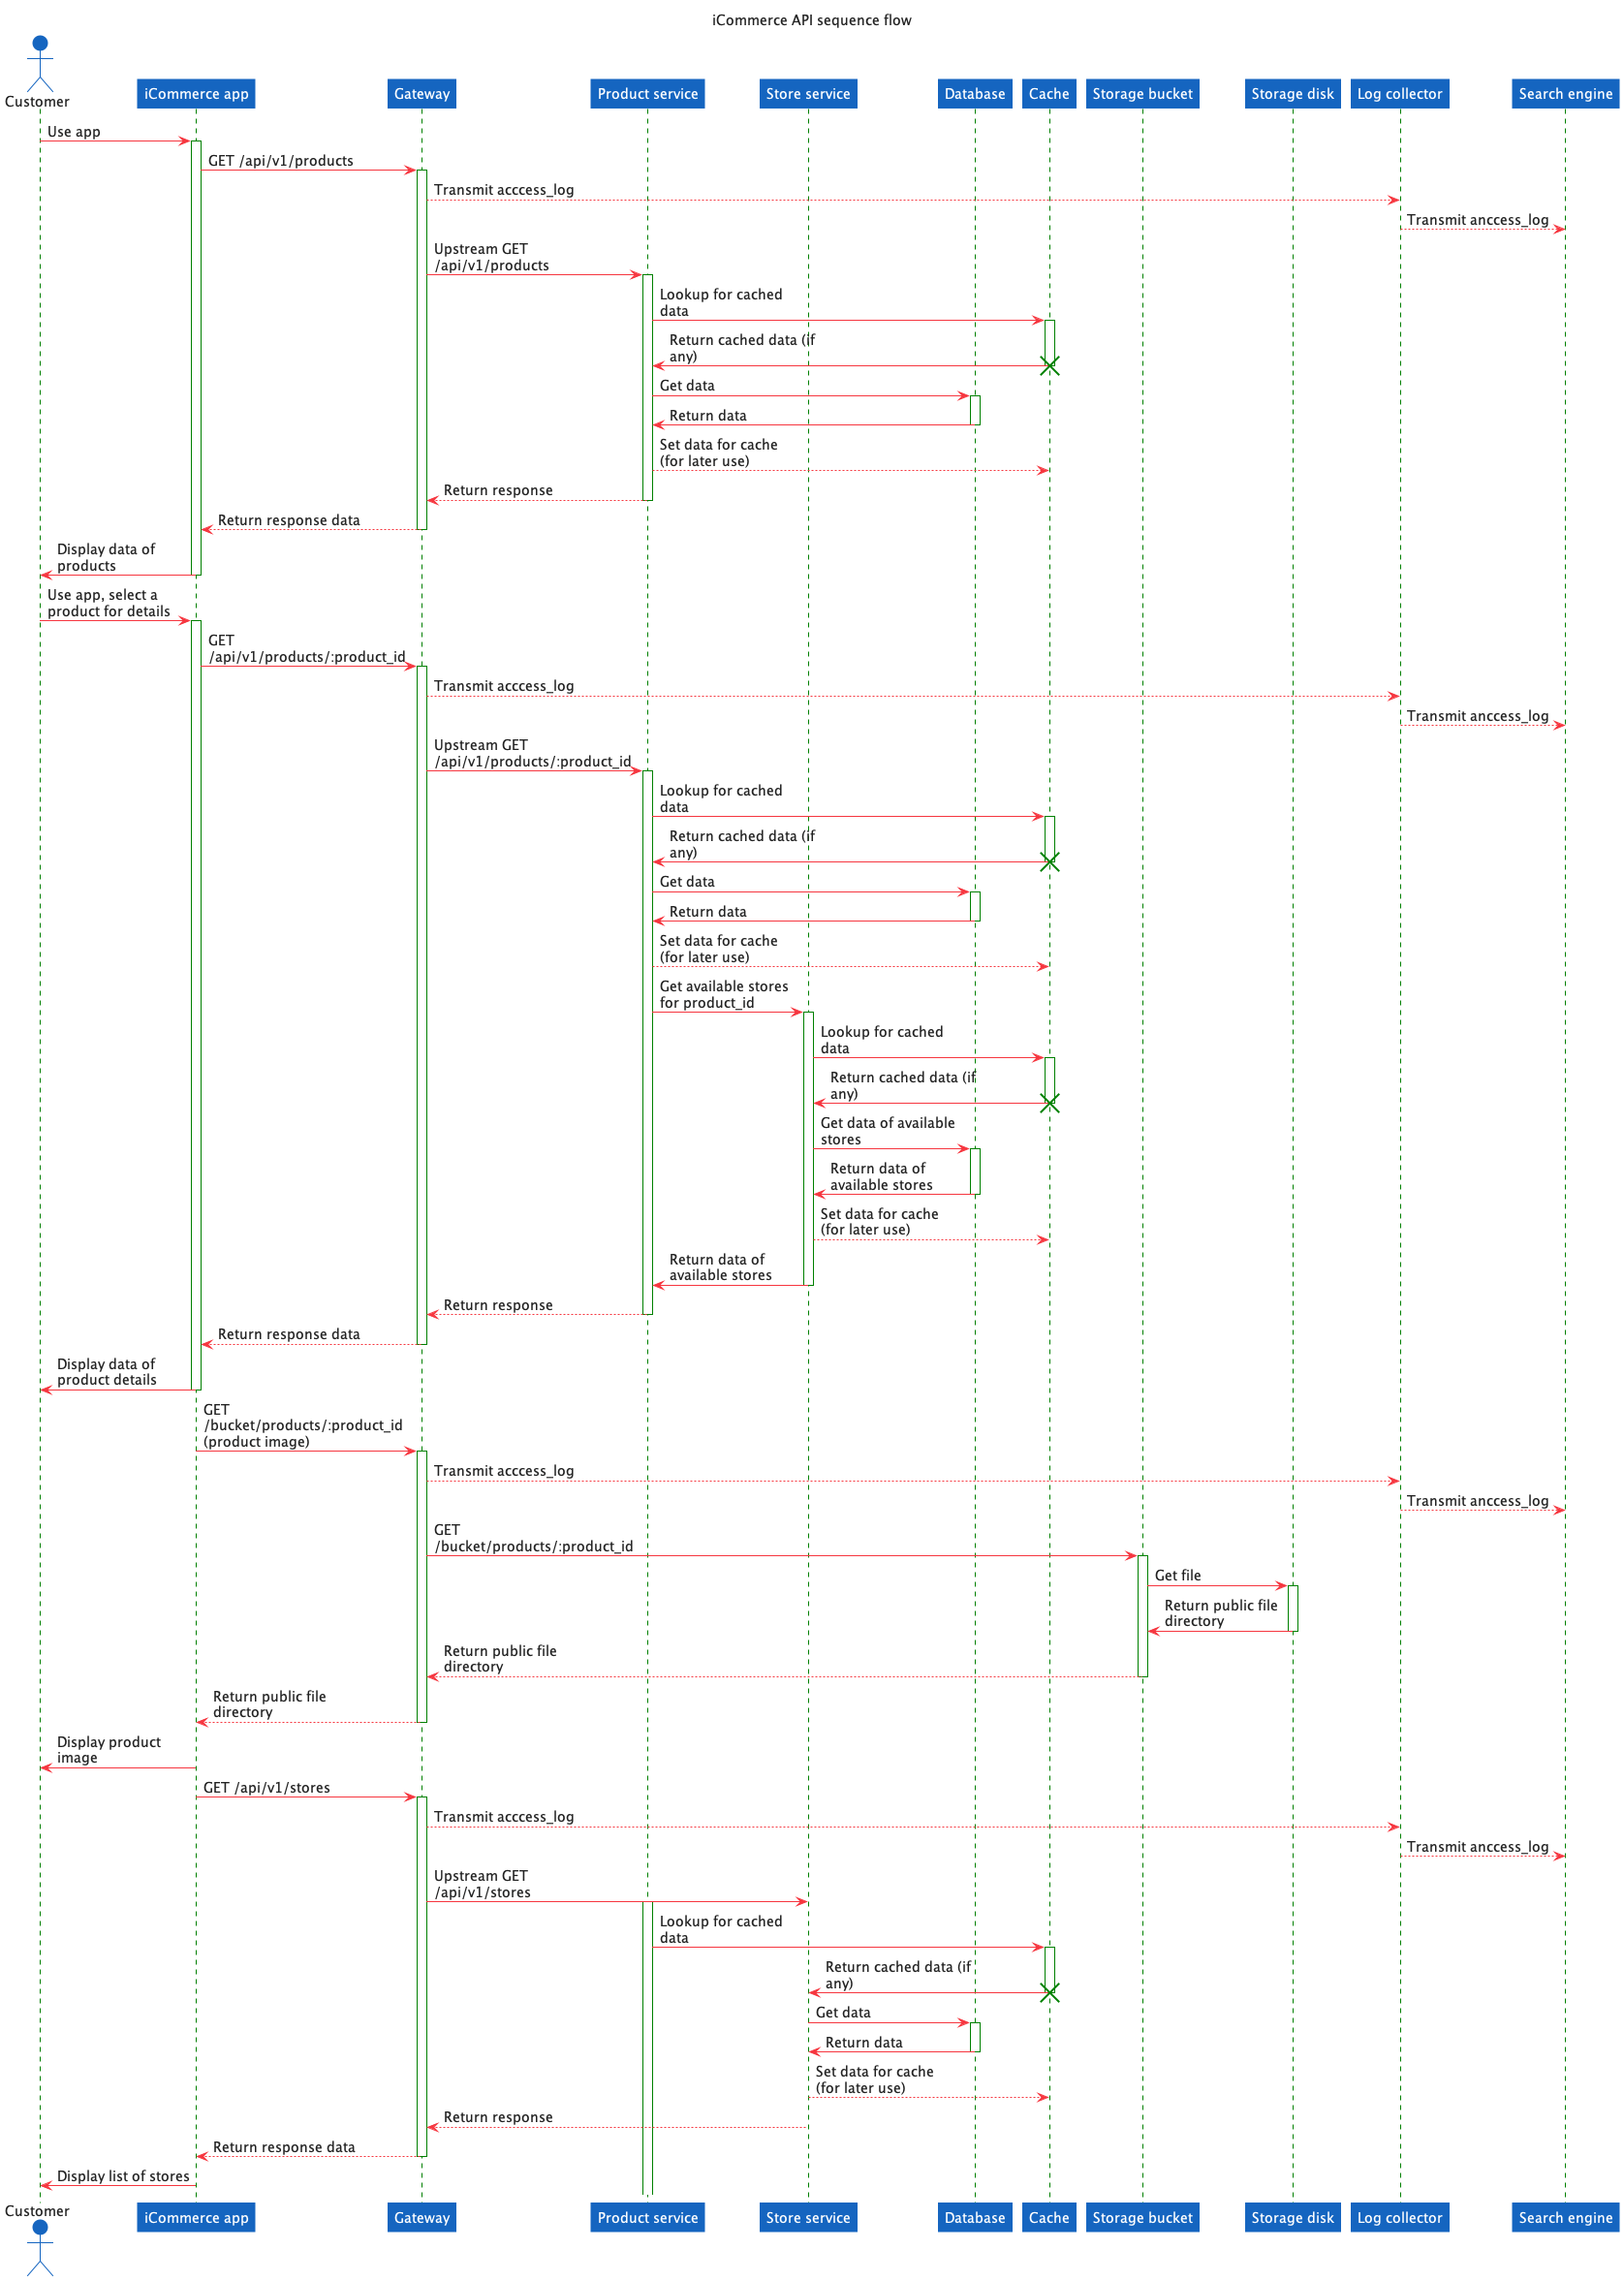 iCommerce API sequence flow
Customer
iCommerce app
Gateway
Product service
Store service
Database
Cache
Storage bucket
Storage disk
Log collector
Search engine
Use app
GET /api/v1/products
Transmit acccess_log
Transmit anccess_log
Upstream GET
/api/v1/products
Lookup for cached
data
Return cached data (if
any)
Get data
Return data
Set data for cache
(for later use)
Return response
Return response data
Display data of
products
Use app, select a
product for details
GET
/api/v1/products/:product_id
Transmit acccess_log
Transmit anccess_log
Upstream GET
/api/v1/products/:product_id
Lookup for cached
data
Return cached data (if
any)
Get data
Return data
Set data for cache
(for later use)
Get available stores
for product_id
Lookup for cached
data
Return cached data (if
any)
Get data of available
stores
Return data of
available stores
Set data for cache
(for later use)
Return data of
available stores
Return response
Return response data
Display data of
product details
GET
/bucket/products/:product_id
(product image)
Transmit acccess_log
Transmit anccess_log
GET
/bucket/products/:product_id
Get file
Return public file
directory
Return public file
directory
Return public file
directory
Display product
image
GET /api/v1/stores
Transmit acccess_log
Transmit anccess_log
Upstream GET
/api/v1/stores
Lookup for cached
data
Return cached data (if
any)
Get data
Return data
Set data for cache
(for later use)
Return response
Return response data
Display list of stores
Customer
iCommerce app
Gateway
Product service
Store service
Database
Cache
Storage bucket
Storage disk
Log collector
Search engine